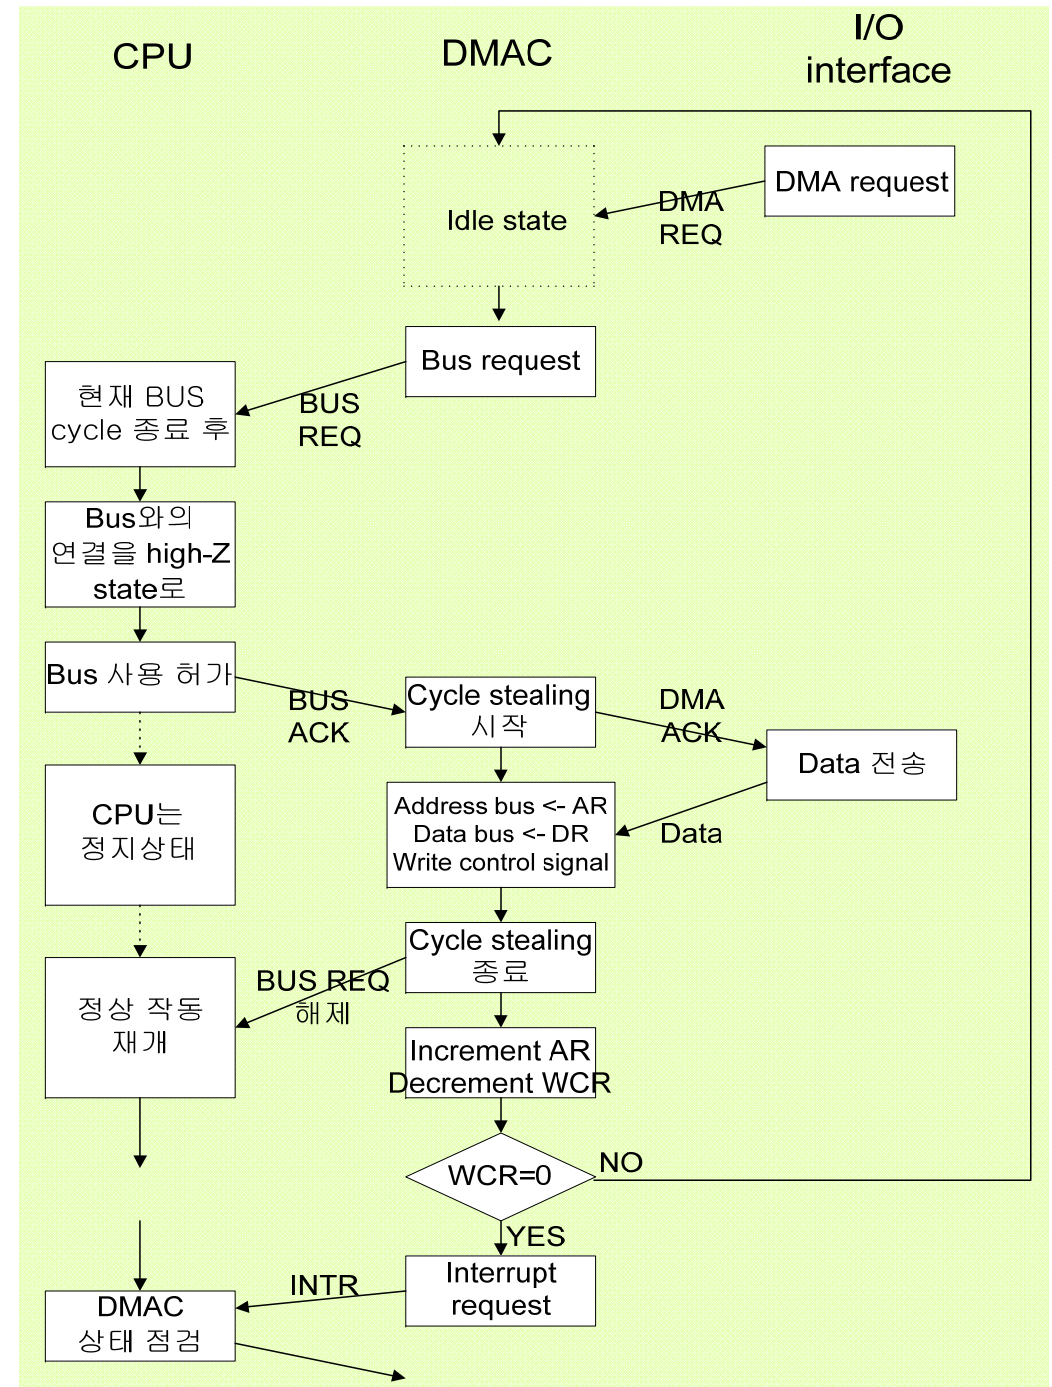 CPU
DMAC
I/O
interface
DMA request
DMA
REQ
Idle state
Bus request
BUS
REQ
현재 BUS
cycle 종료 후
Bus와의
연결을 high-Z
state로
Bus 사용 허가
BUS
ACK
Cycle stealing
시작
DMA
ACK
Data 전송
CPU는
정지상태
Address bus <- AR
Data bus <- DR
Write control signal
Data
Cycle stealing
종료
BUS REQ
해제
정상 작동
재개
Increment AR
Decrement WCR
WCR=0
NO
YES
Interrupt
request
INTR
DMAC
상태 점검